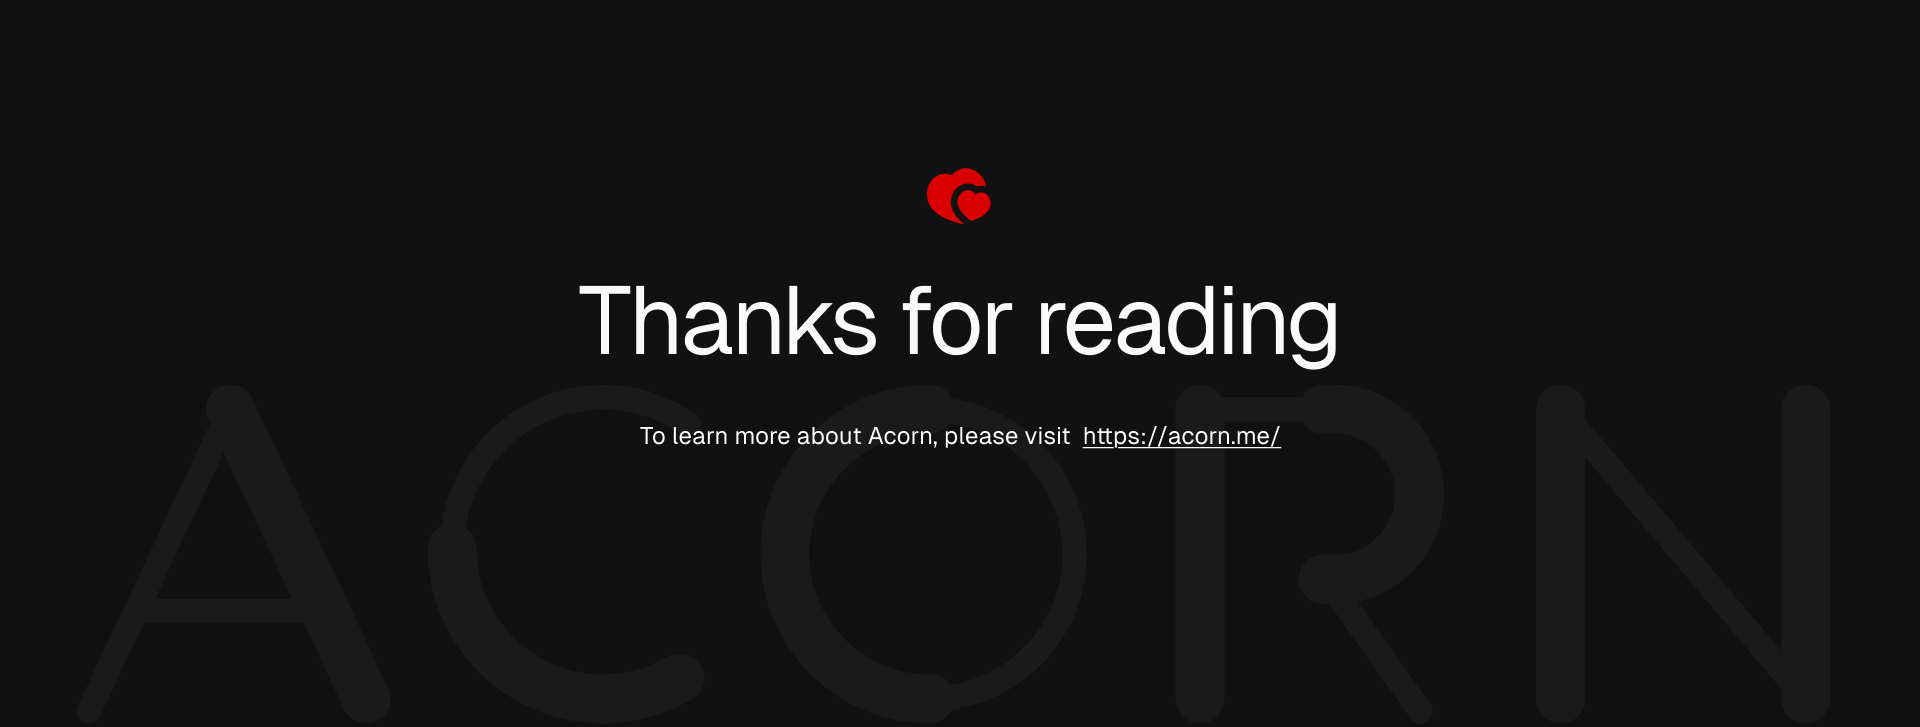 Thanks for reading
To learn more about Acorn, please visit https://acorn.me/
ACORN